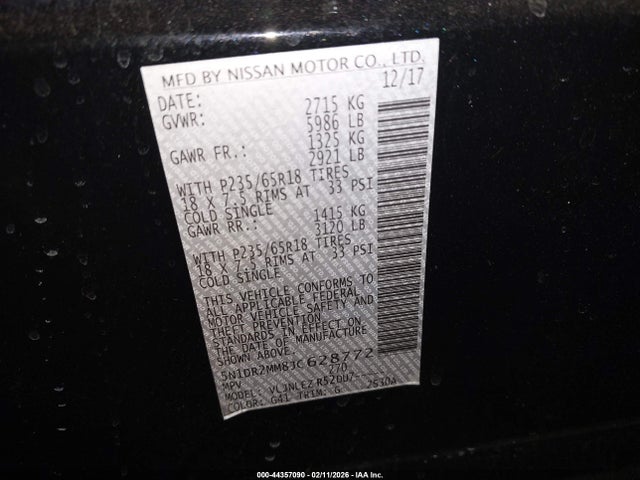 MFD BY NISSAN MOTOR CO., LTD.
DATE: 12/17
GVWR: 2715 KG
5986 LB
GAWR FR.: 1325 KG
2921 LB
WITH P235/65R18 TIRES
18 X 7.5 RIMS AT 33 PSI
COLD SINGLE
GAWR RR.: 1415 KG
3120 LB
WITH P235/65R18 TIRES
18 X 7.5 RIMS AT 33 PSI
COLD SINGLE
THIS VEHICLE CONFORMS TO
ALL APPLICABLE FEDERAL
MOTOR VEHICLE SAFETY AND
THEFT PREVENTION
STANDARDS IN EFFECT ON
THE DATE OF MANUFACTURE
SHOWN ABOVE
5N1DR2MM8JC628772
MPV 270
COLOR: G41 TRIM: G
000-44357090 - 02/11/2026 - IAA Inc.